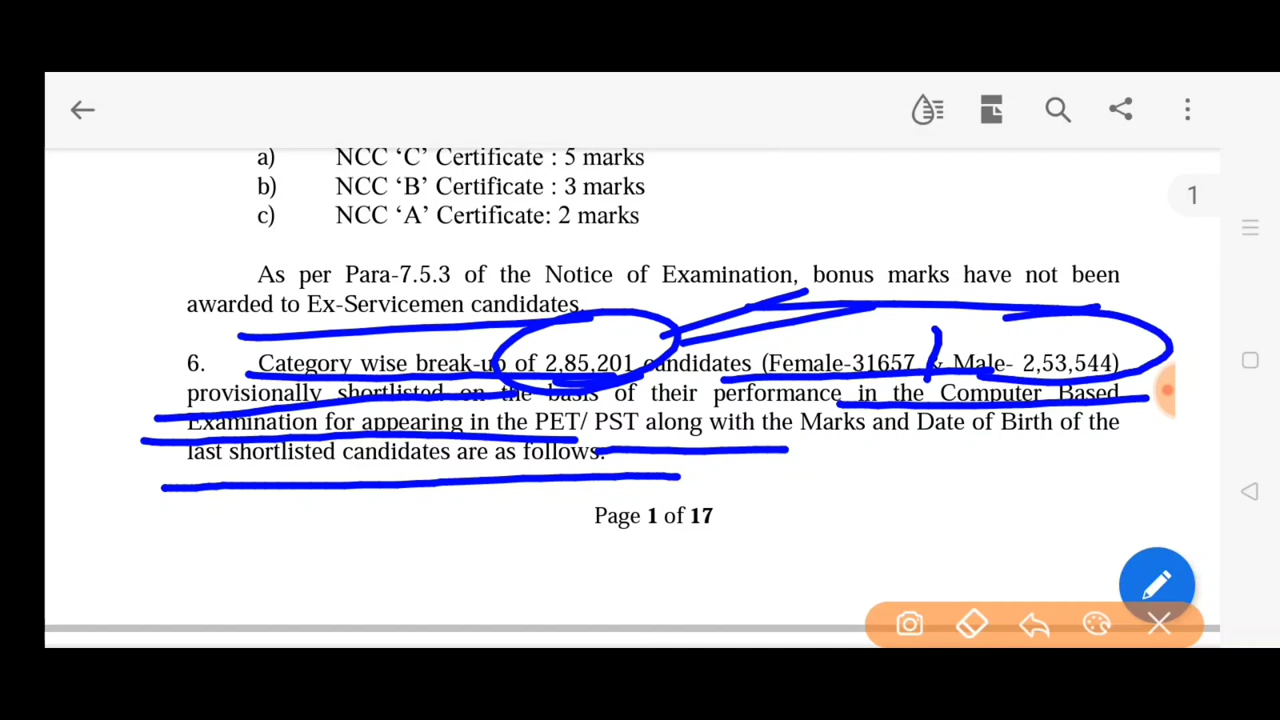 a) NCC ‘C’ Certificate : 5 marks
1
b) NCC ‘B’ Certificate : 3 marks
c) NCC ‘A’ Certificate: 2 marks
As per Para-7.5.3 of the Notice of Examination, bonus marks have not been
awarded to Ex-Servicemen candidates.
6. Category wise break-up of 2,85,201 candidates (Female-31657 & Male- 2,53,544)
provisionally shortlisted on the basis of their performance in the Computer Based
Examination for appearing in the PET/ PST along with the Marks and Date of Birth of the
last shortlisted candidates are as follows:
Page 1 of 17